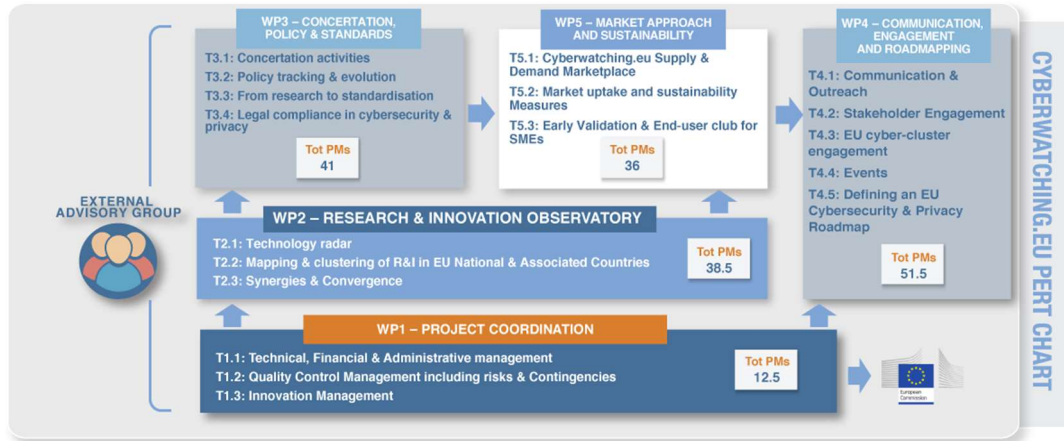 WP3 – CONCERTATION,
POLICY & STANDARDS
T3.1: Concertation activities
T3.2: Policy tracking & evolution
T3.3: From research to standardisation
T3.4: Legal compliance in cybersecurity &
privacy
Tot PMs
41
WP5 – MARKET APPROACH
AND SUSTAINABILITY
T5.1: Cyberwatching.eu Supply &
Demand Marketplace
T5.2: Market uptake and sustainability
Measures
T5.3: Early Validation & End-user club for
SMEs
Tot PMs
36
WP4 – COMMUNICATION,
ENGAGEMENT
AND ROADMAPPING
T4.1: Communication &
Outreach
T4.2: Stakeholder Engagement
T4.3: EU cyber-cluster
engagement
T4.4: Events
T4.5: Defining an EU
Cybersecurity & Privacy
Roadmap
Tot PMs
51.5
EXTERNAL
ADVISORY GROUP
WP2 – RESEARCH & INNOVATION OBSERVATORY
T2.1: Technology radar
T2.2: Mapping & clustering of R&I in EU National & Associated Countries
T2.3: Synergies & Convergence
Tot PMs
38.5
WP1 – PROJECT COORDINATION
T1.1: Technical, Financial & Administrative management
T1.2: Quality Control Management including risks & Contingencies
T1.3: Innovation Management
Tot PMs
12.5
European
Commission
CYBERWATCHING.EU PERT CHART